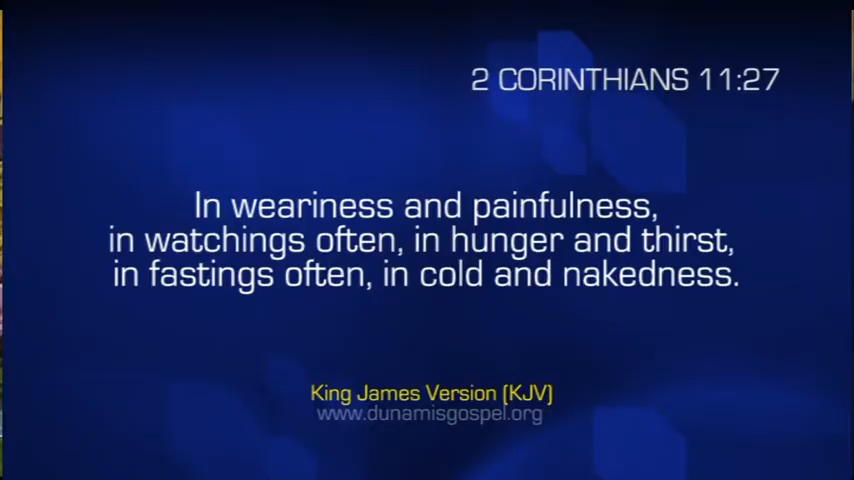 2 CORINTHIANS 11:27
In weariness and painfulness,
in watchings often, in hunger and thirst,
in fastings often, in cold and nakedness.
King James Version (KJV)
www.dunamisgospel.org